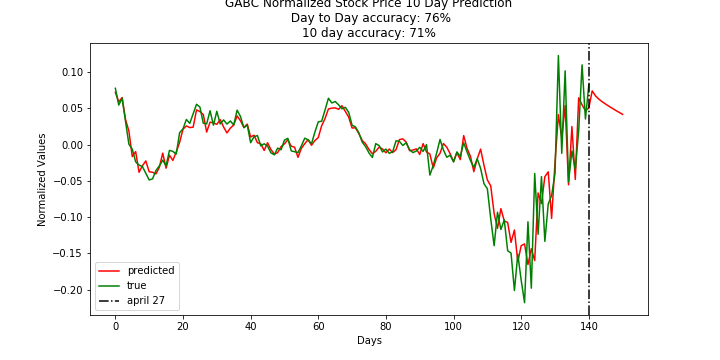 GABC Normalized Stock Price 10 Day Prediction
Day to Day accuracy: 76%
10 day accuracy: 71%
0.10
0.05
0.00
−0.05
−0.10
−0.15
−0.20
Normalized Values
predicted
true
april 27
0 20 40 60 80 100 120 140
Days